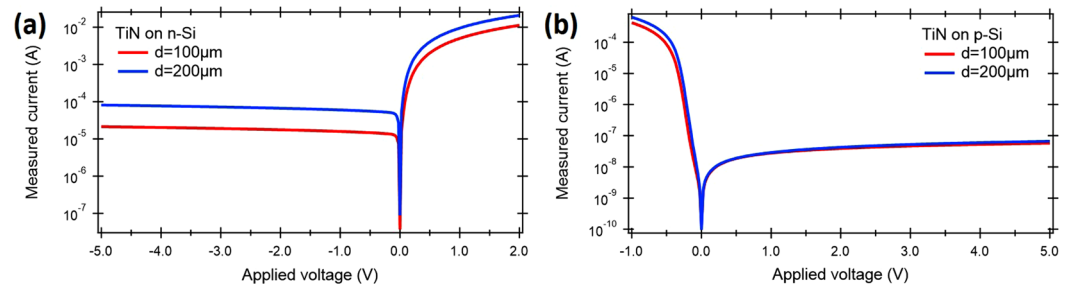 (a)
TiN on n-Si
d=100μm
d=200μm
Measured current (A)
10-2
10-3
10-4
10-5
10-6
10-7
-5.0 -4.0 -3.0 -2.0 -1.0 0.0 1.0 2.0
Applied voltage (V)
(b)
TiN on p-Si
d=100μm
d=200μm
Measured current (A)
10-4
10-5
10-6
10-7
10-8
10-9
10-10
-1.0 0.0 1.0 2.0 3.0 4.0 5.0
Applied voltage (V)